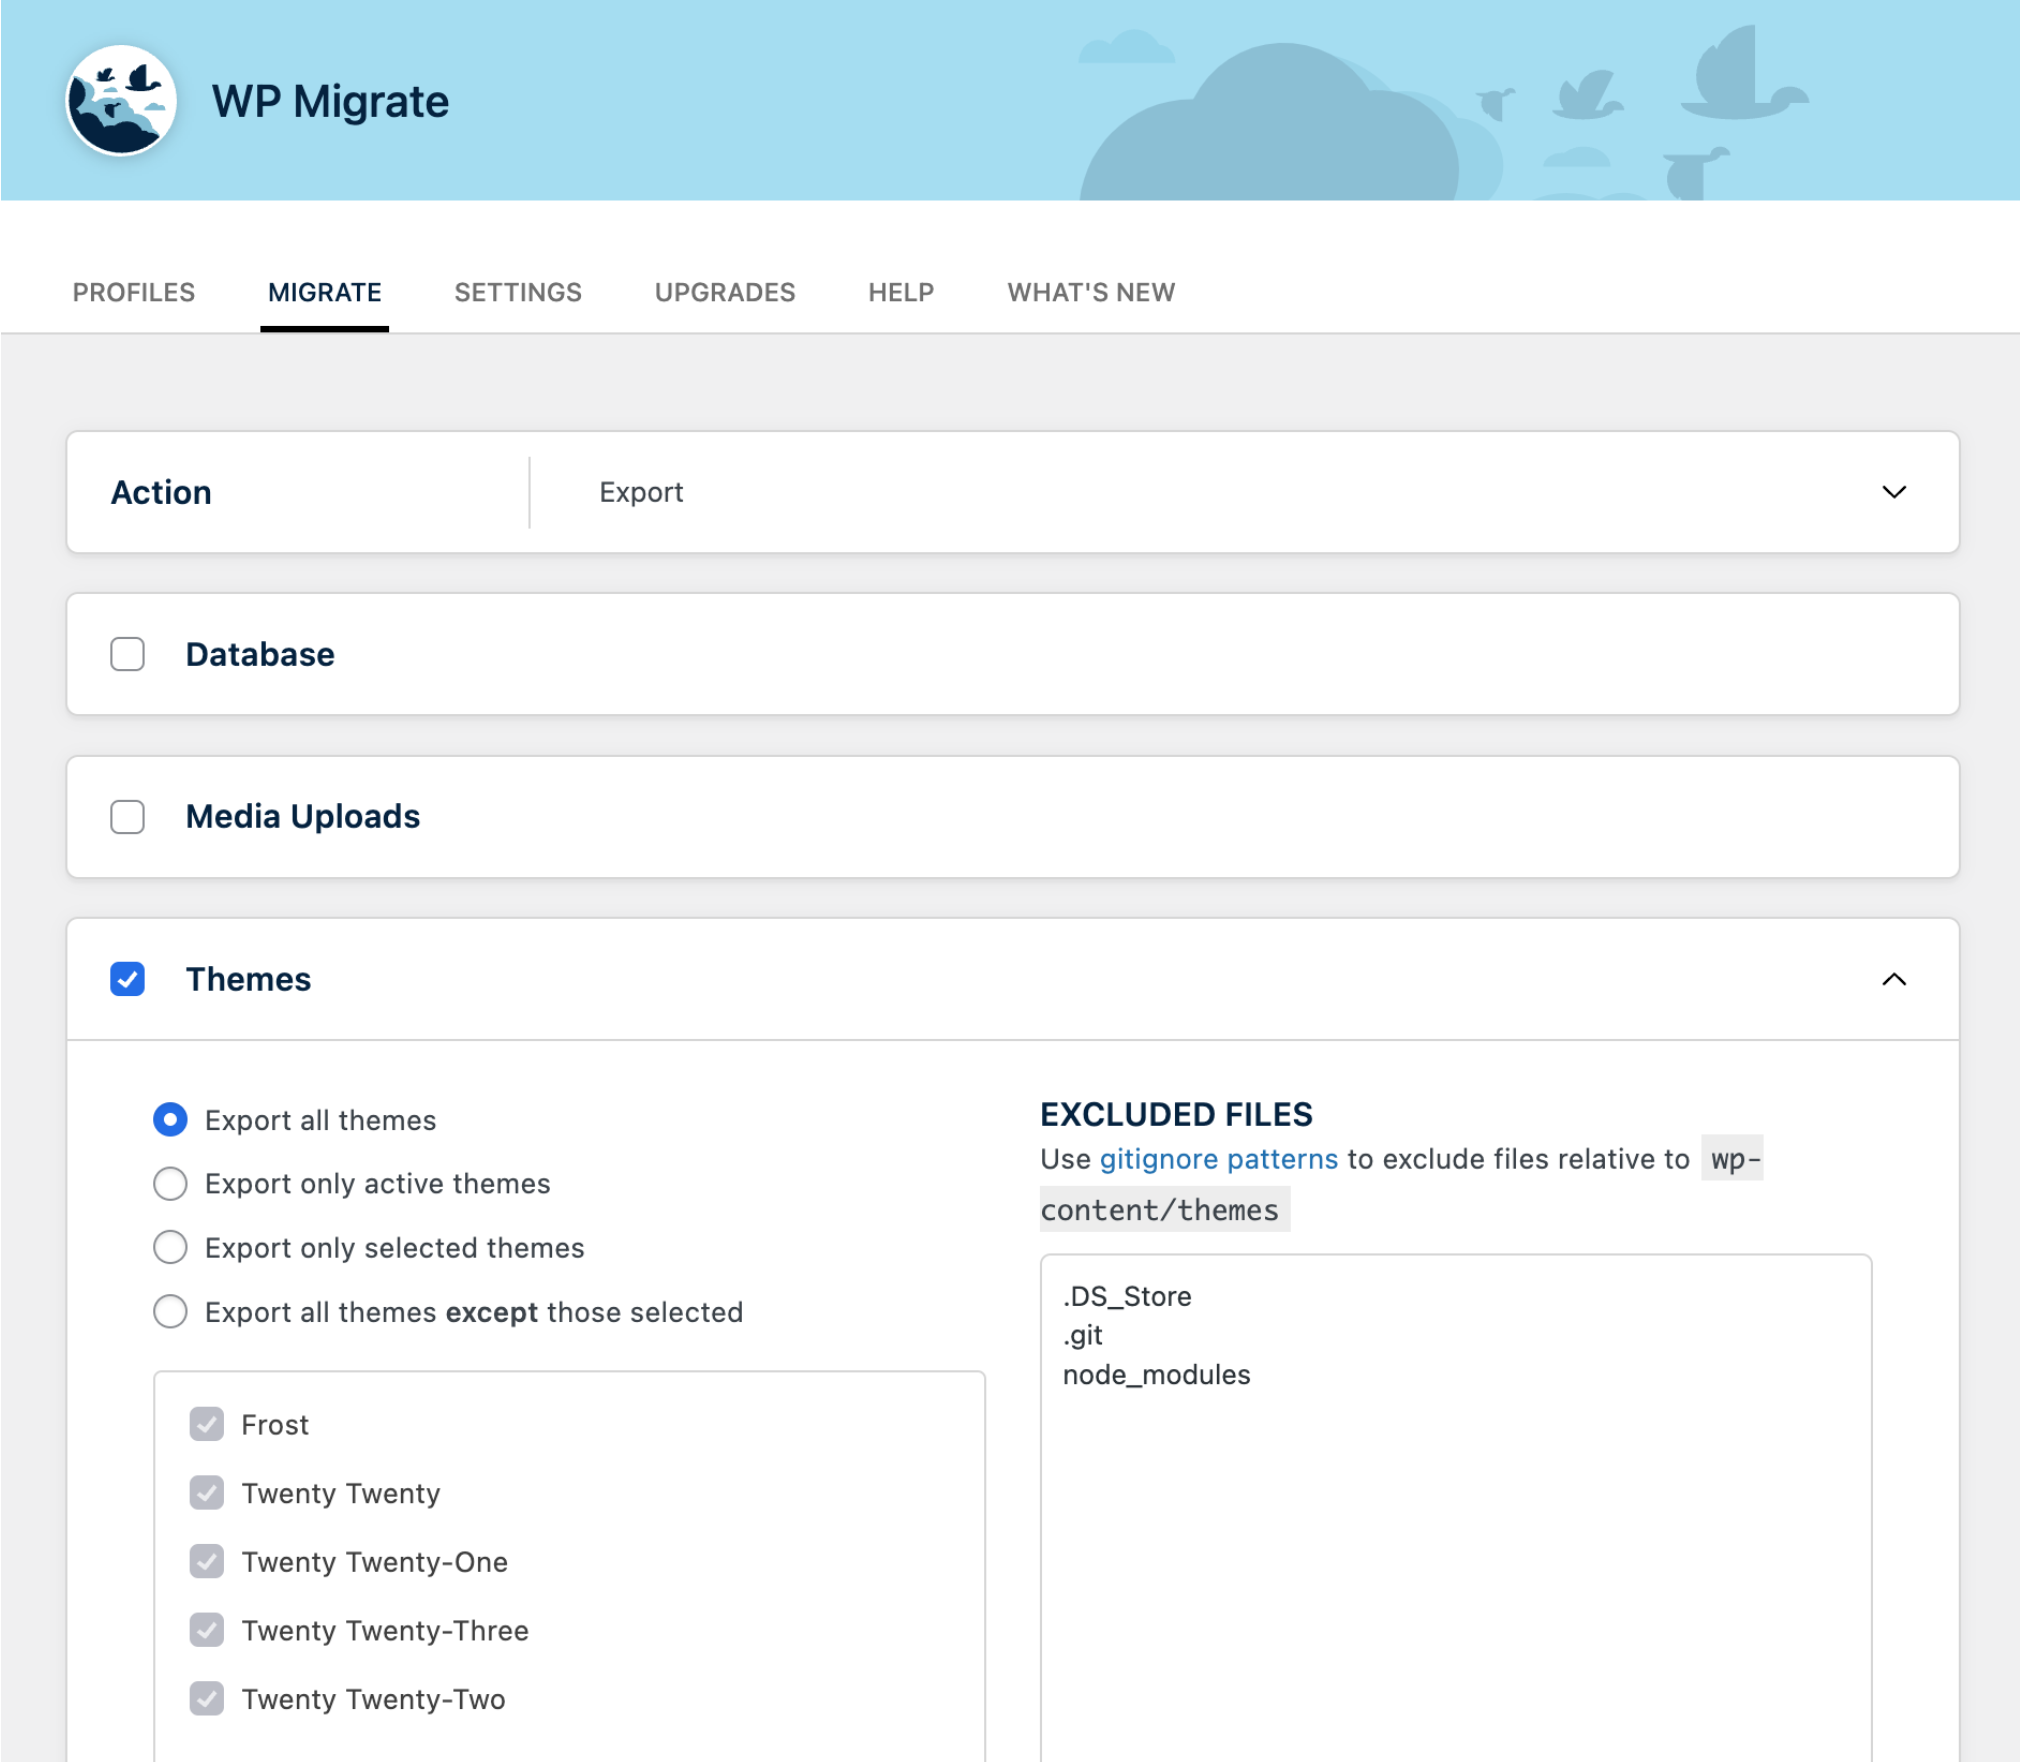 WP Migrate
PROFILES
MIGRATE
SETTINGS
UPGRADES
HELP
WHAT'S NEW
Action
Export
Database
Media Uploads
Themes
Export all themes
Export only active themes
Export only selected themes
Export all themes except those selected
Frost
Twenty Twenty
Twenty Twenty-One
Twenty Twenty-Three
Twenty Twenty-Two
EXCLUDED FILES
Use gitignore patterns to exclude files relative to wp-
content/themes
.DS_Store
.git
node_modules